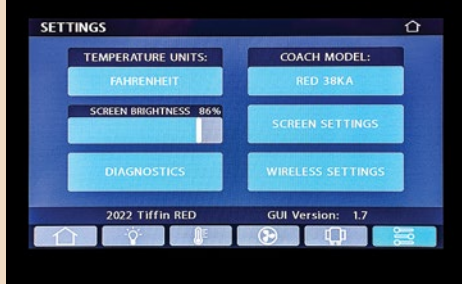 SETTINGS
TEMPERATURE UNITS:
FAHRENHEIT
COACH MODEL:
RED 38KA
SCREEN BRIGHTNESS 86%
SCREEN SETTINGS
DIAGNOSTICS
WIRELESS SETTINGS
2022 Tiffin RED
GUI Version: 1.7